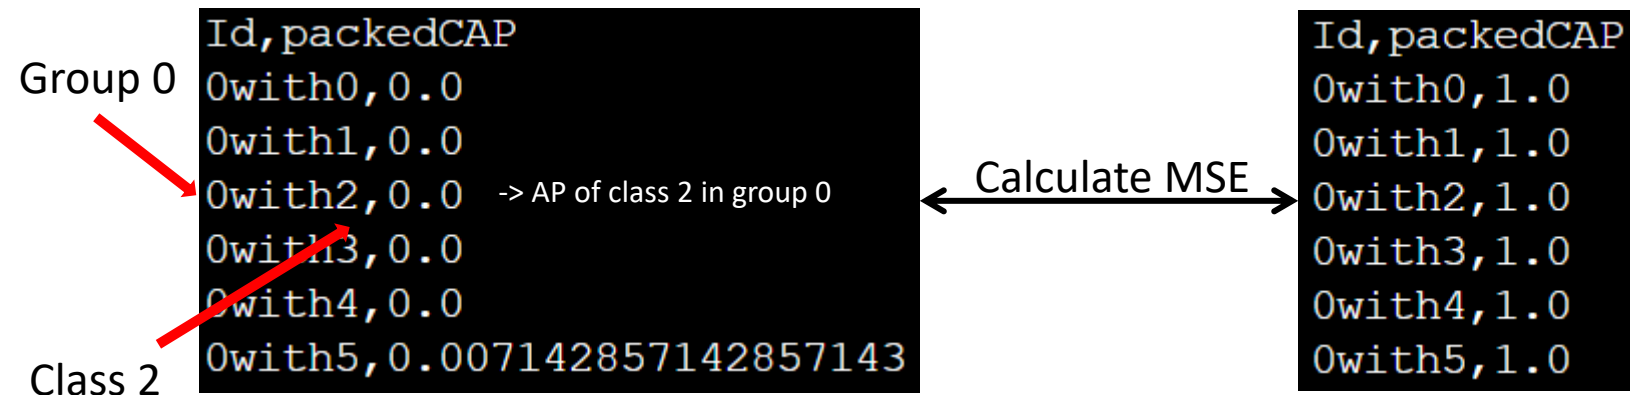 Group 0
Id,packedCAP
0with0,0.0
0with1,0.0
0with2,0.0
-> AP of class 2 in group 0
0with3,0.0
0with4,0.0
0with5,0.007142857142857143
Class 2
Calculate MSE
Id,packedCAP
0with0,1.0
0with1,1.0
0with2,1.0
0with3,1.0
0with4,1.0
0with5,1.0